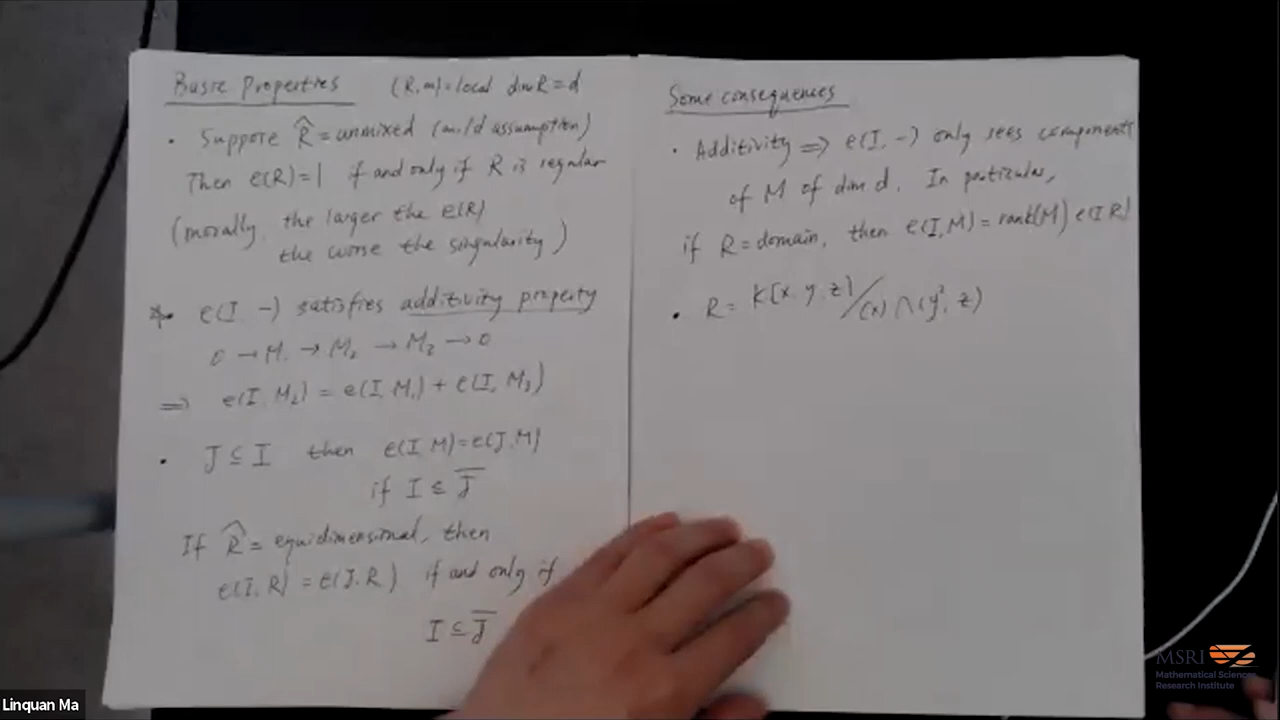 Basic Properties (R,m)=local dim R=d
• Suppose R̂=unmixed (mild assumption)
Then e(R)=1 if and only if R is regular
(morally, the larger the e(R)
the worse the singularity)
* e(I -) satisfies additivity property
0 → M₁ → M₂ → M₃ → 0
⇒ e(I, M₂) = e(I, M₁) + e(I, M₃)
• J ⊆ I then e(I,M)=e(J,M)
if I ⊆ J̅
If R̂ = equidimensional, then
e(I,R) = e(J,R) if and only if
I ⊆ J̅
Some consequences
• Additivity ⇒ e(I,-) only sees components
of M of dim d. In particular,
if R=domain, then e(I,M)=rank(M) e(I,R)
• R= K[x,y,z]/(x)∩(y²,z)
Linquan Ma
MSRI
Mathematical Sciences
Research Institute